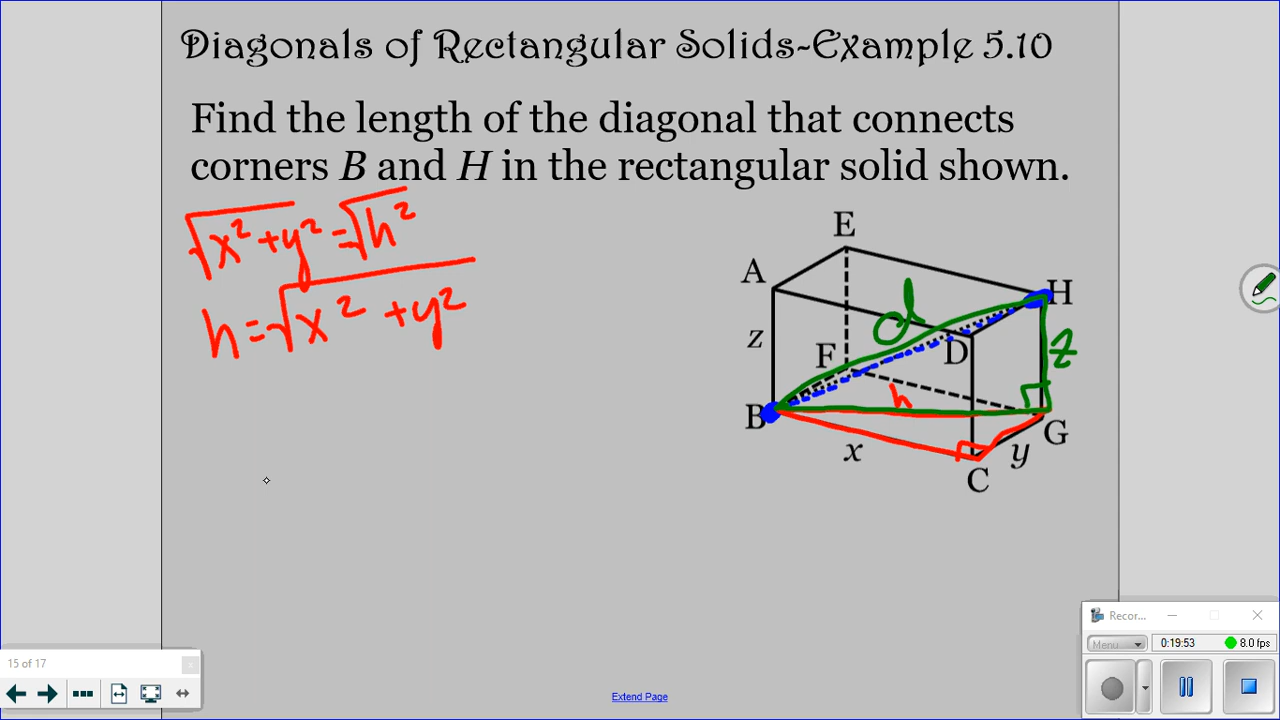 Diagonals of Rectangular Solids-Example 5.10
Find the length of the diagonal that connects
corners B and H in the rectangular solid shown.
√x² + y² = √h²
h = √x² + y²
E
A
H
d
z
F
D
z
h
B
G
x
y
C
Recor...
Menu
0:19:53
8.0 fps
15 of 17
Extend Page